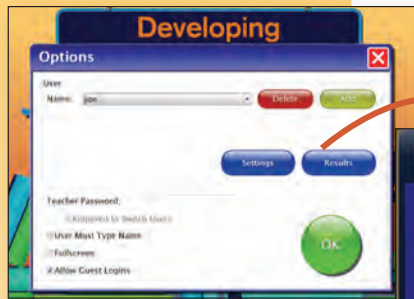 Developing
Options
User
Name: jon
Delete
Add
Settings
Results
Teacher Password:
Required to Switch Users
User Must Type Name
Fullscreen
Allow Guest Logins
OK